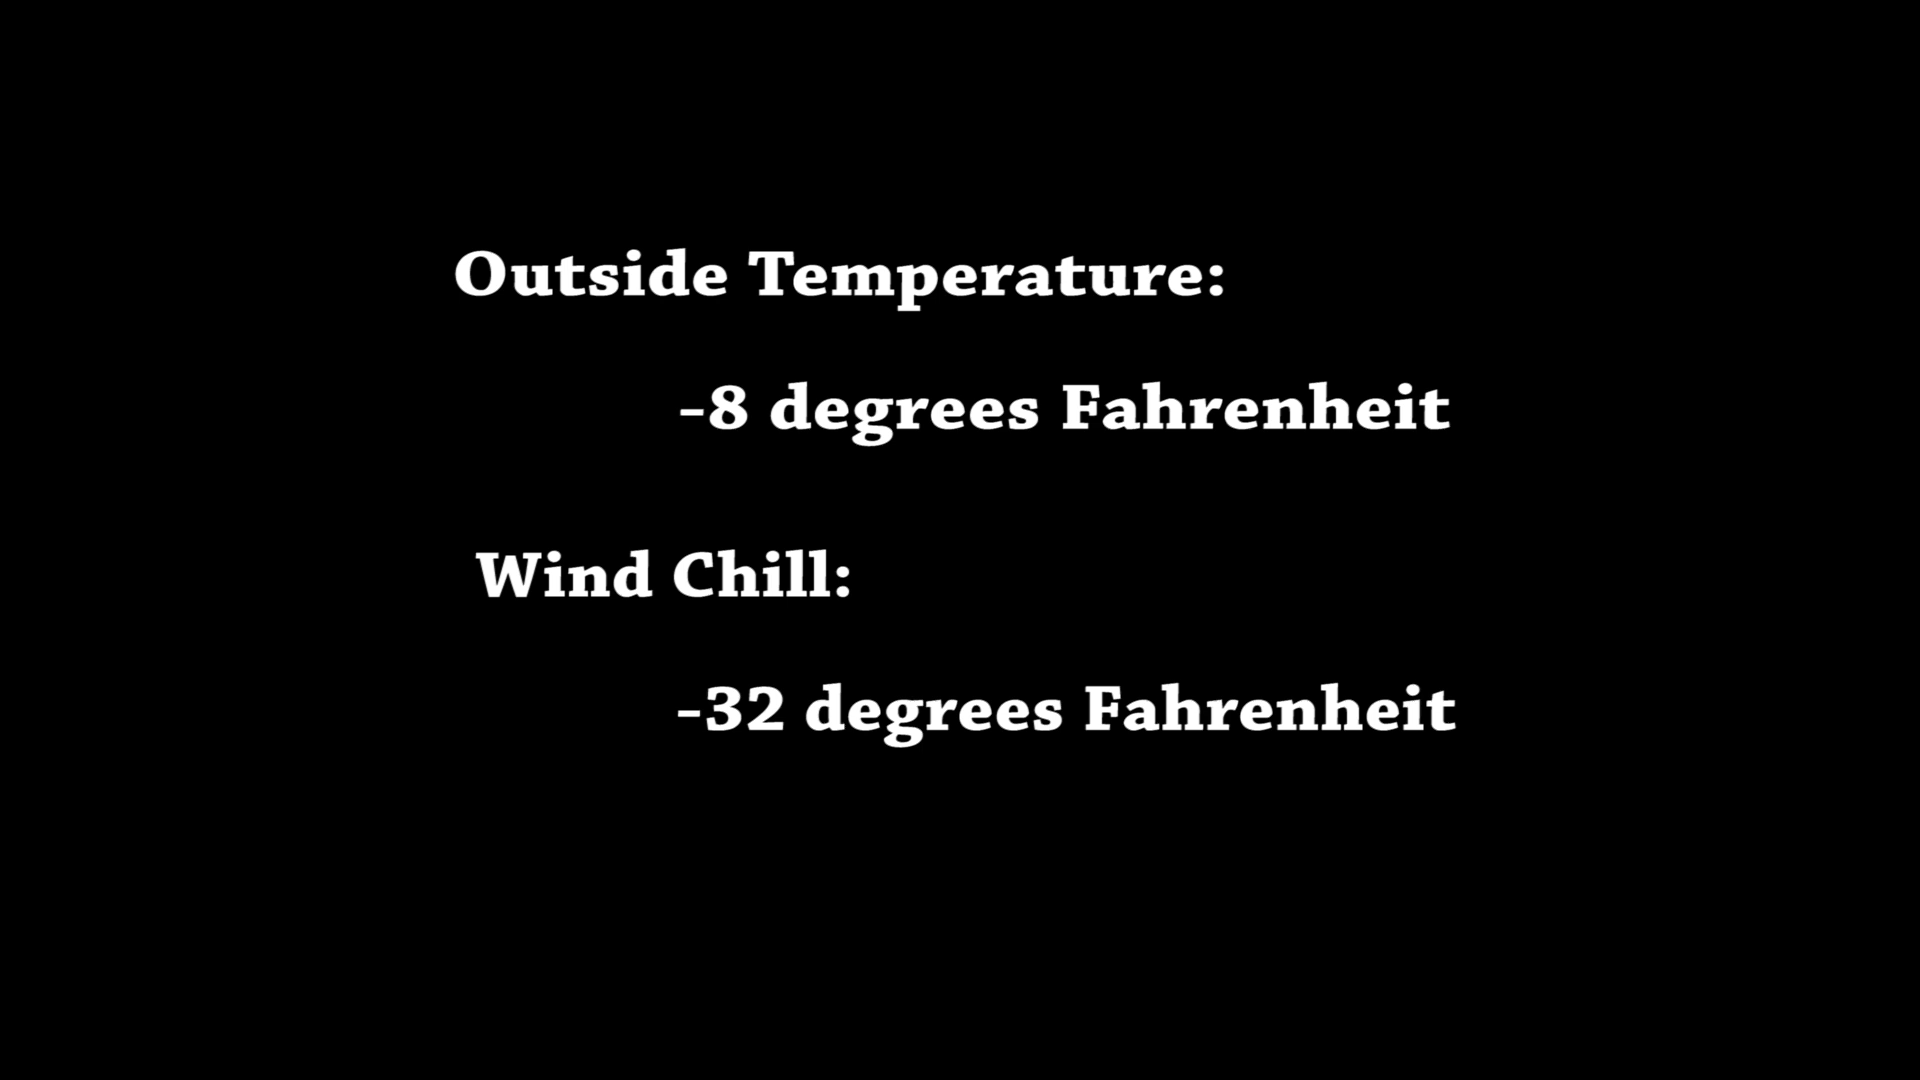 Outside Temperature:
-8 degrees Fahrenheit
Wind Chill:
-32 degrees Fahrenheit